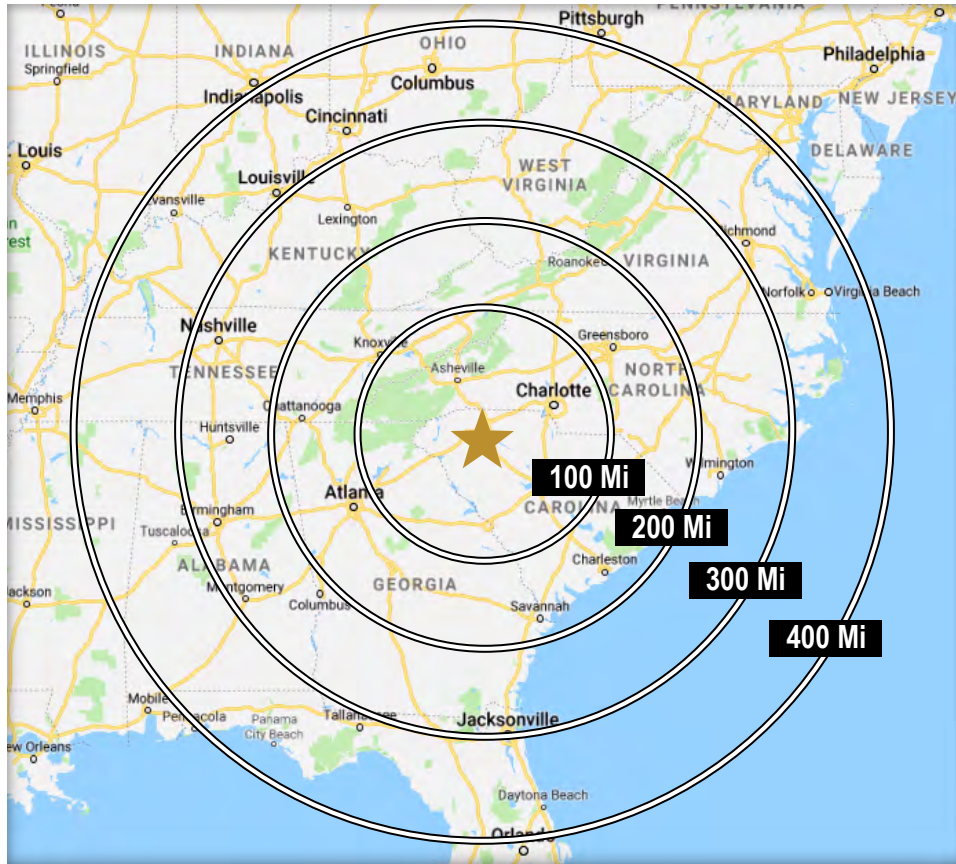 Pittsburgh
PENNSYLVANIA
OHIO
ILLINOIS
INDIANA
Philadelphia
Springfield
Columbus
Indianapolis
MARYLAND
NEW JERSEY
Cincinnati
. Louis
DELAWARE
WEST
VIRGINIA
Louisville
Evansville
Lexington
Richmond
KENTUCKY
Roanoke
VIRGINIA
Norfolk
Virginia Beach
Nashville
Greensboro
Knoxville
TENNESSEE
Asheville
NORTH
CAROLINA
Charlotte
Memphis
Chattanooga
Huntsville
Wilmington
100 Mi
Atlanta
CAROLINA
Myrtle Beach
Birmingham
MISSISSIPPI
200 Mi
Tuscaloosa
Charleston
ALABAMA
300 Mi
GEORGIA
Montgomery
Jackson
Columbus
Savannah
400 Mi
Mobile
Pensacola
Panama
City Beach
Tallahassee
Jacksonville
New Orleans
Daytona Beach
Orlando